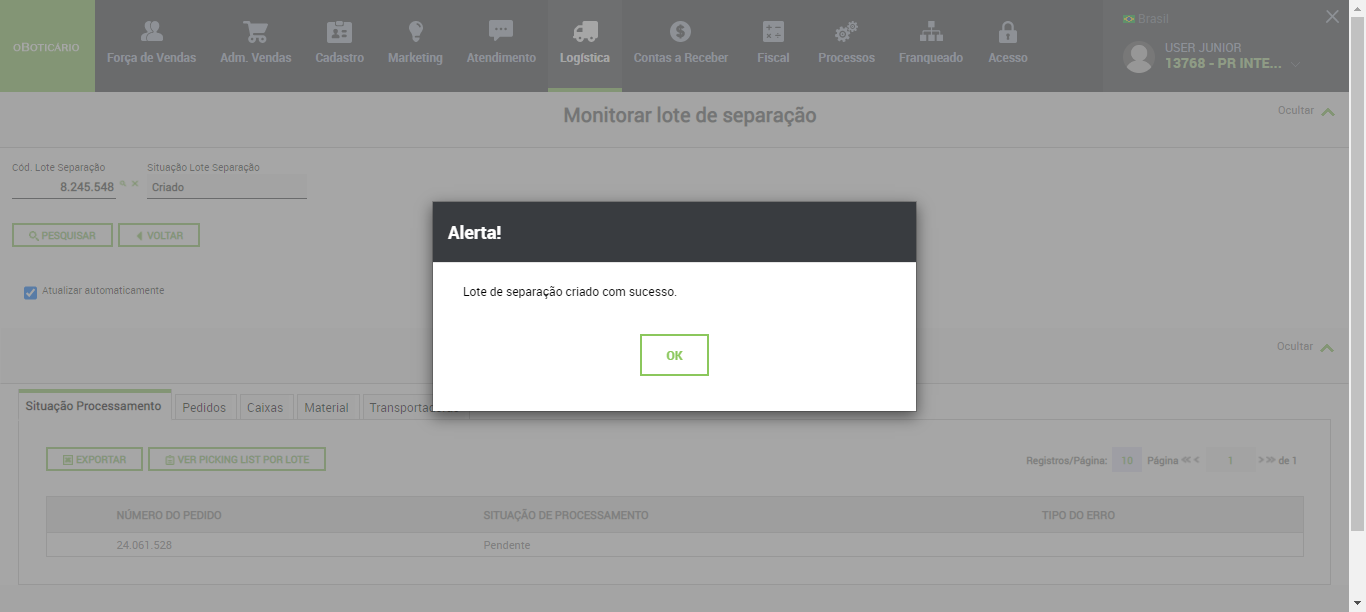 oBoticário
Força de Vendas
Adm. Vendas
Cadastro
Marketing
Atendimento
Logística
Contas a Receber
Fiscal
Processos
Franqueado
Acesso
Brasil
USER JUNIOR
13768 - PR INTE...
Monitorar lote de separação
Ocultar
Cód. Lote Separação
Situação Lote Separação
8.245.548
Criado
PESQUISAR
VOLTAR
Atualizar automaticamente
Alerta!
Lote de separação criado com sucesso.
OK
Ocultar
Situação Processamento
Pedidos
Caixas
Material
EXPORTAR
VER PICKING LIST POR LOTE
Registros/Página: 10 Página 1 de 1
NÚMERO DO PEDIDO
SITUAÇÃO DE PROCESSAMENTO
TIPO DO ERRO
24.061.528
Pendente